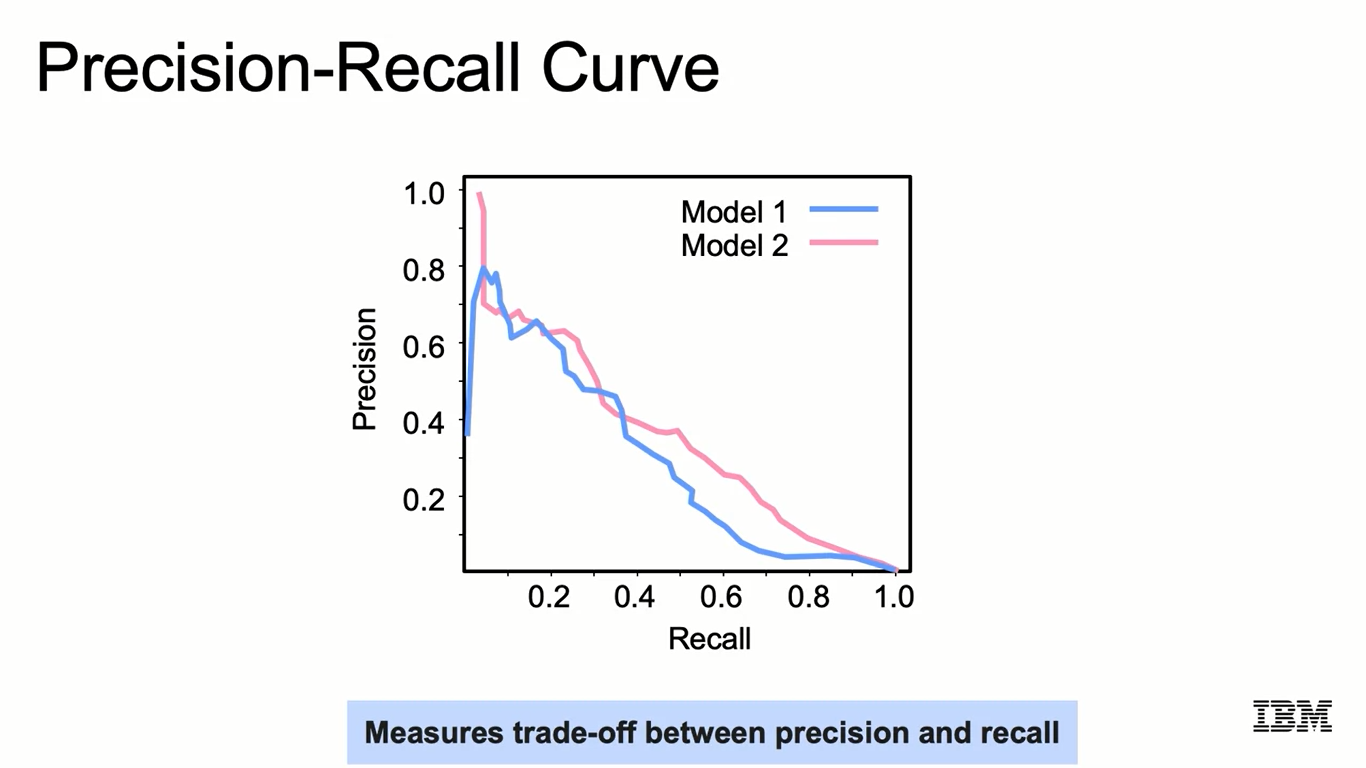 Precision-Recall Curve
1.0
0.8
0.6
0.4
0.2
Precision
Model 1
Model 2
0.2 0.4 0.6 0.8 1.0
Recall
Measures trade-off between precision and recall
IBM